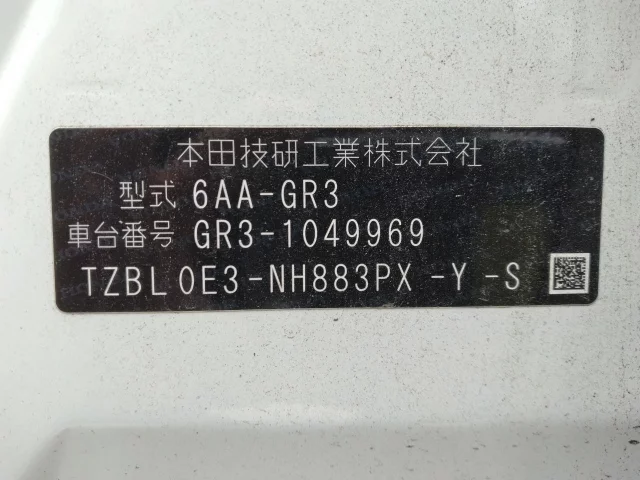 本田技研工業株式会社
型式 6AA-GR3
車台番号 GR3-1049969
TZBL0E3-NH883PX-Y-S